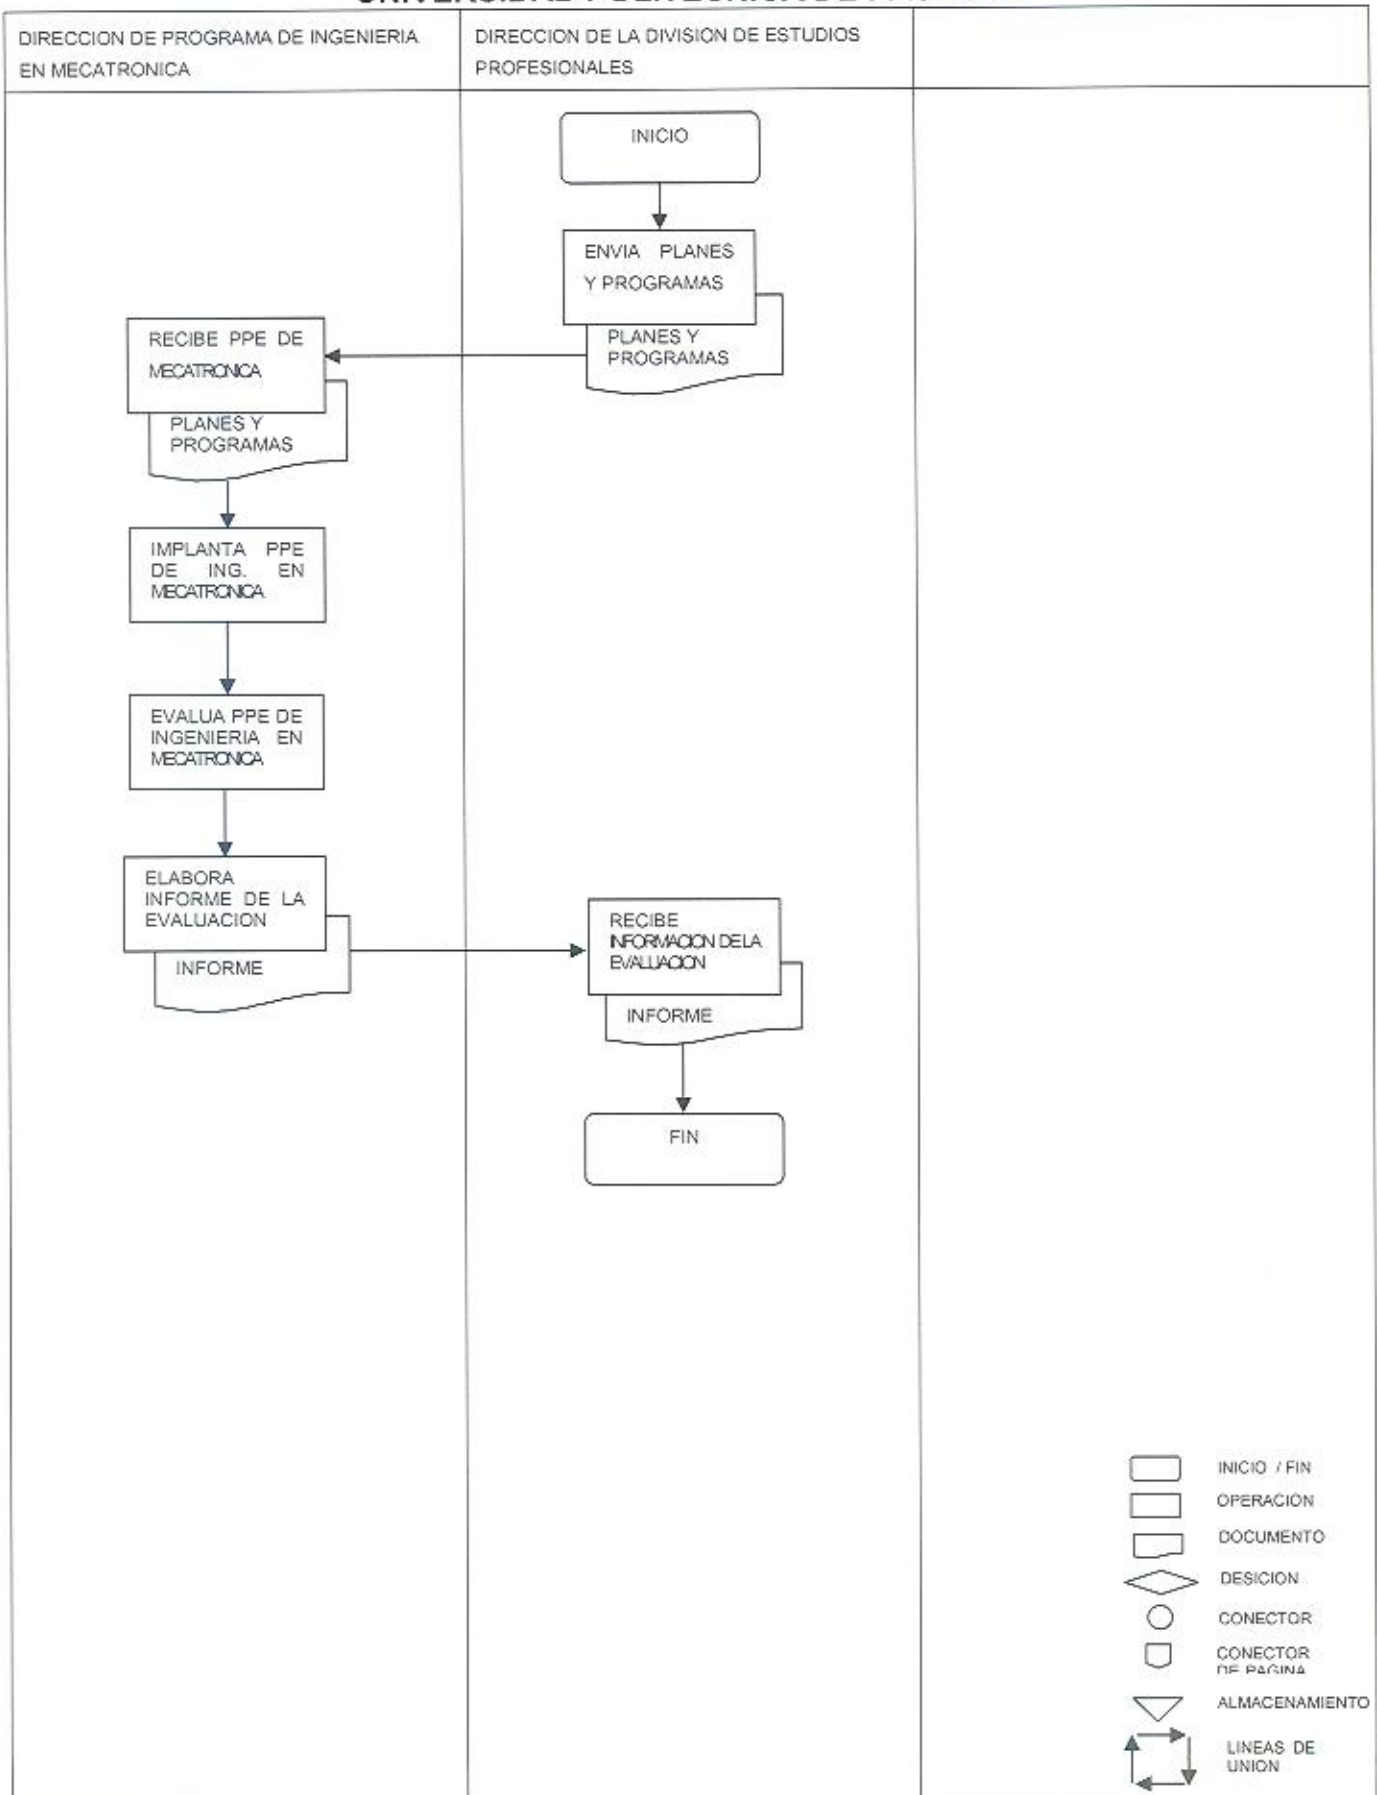 DIRECCION DE PROGRAMA DE INGENIERIA
EN MECATRONICA
DIRECCION DE LA DIVISION DE ESTUDIOS
PROFESIONALES
INICIO
ENVIA PLANES
Y PROGRAMAS
PLANES Y
PROGRAMAS
RECIBE PPE DE
MECATRONICA
PLANES Y
PROGRAMAS
IMPLANTA PPE
DE ING. EN
MECATRONICA
EVALUA PPE DE
INGENIERIA EN
MECATRONICA
ELABORA
INFORME DE LA
EVALUACION
INFORME
RECIBE
INFORMACION DE LA
EVALUACION
INFORME
FIN
INICIO / FIN
OPERACION
DOCUMENTO
DESICION
CONECTOR
CONECTOR
DE PAGINA
ALMACENAMIENTO
LINEAS DE
UNION